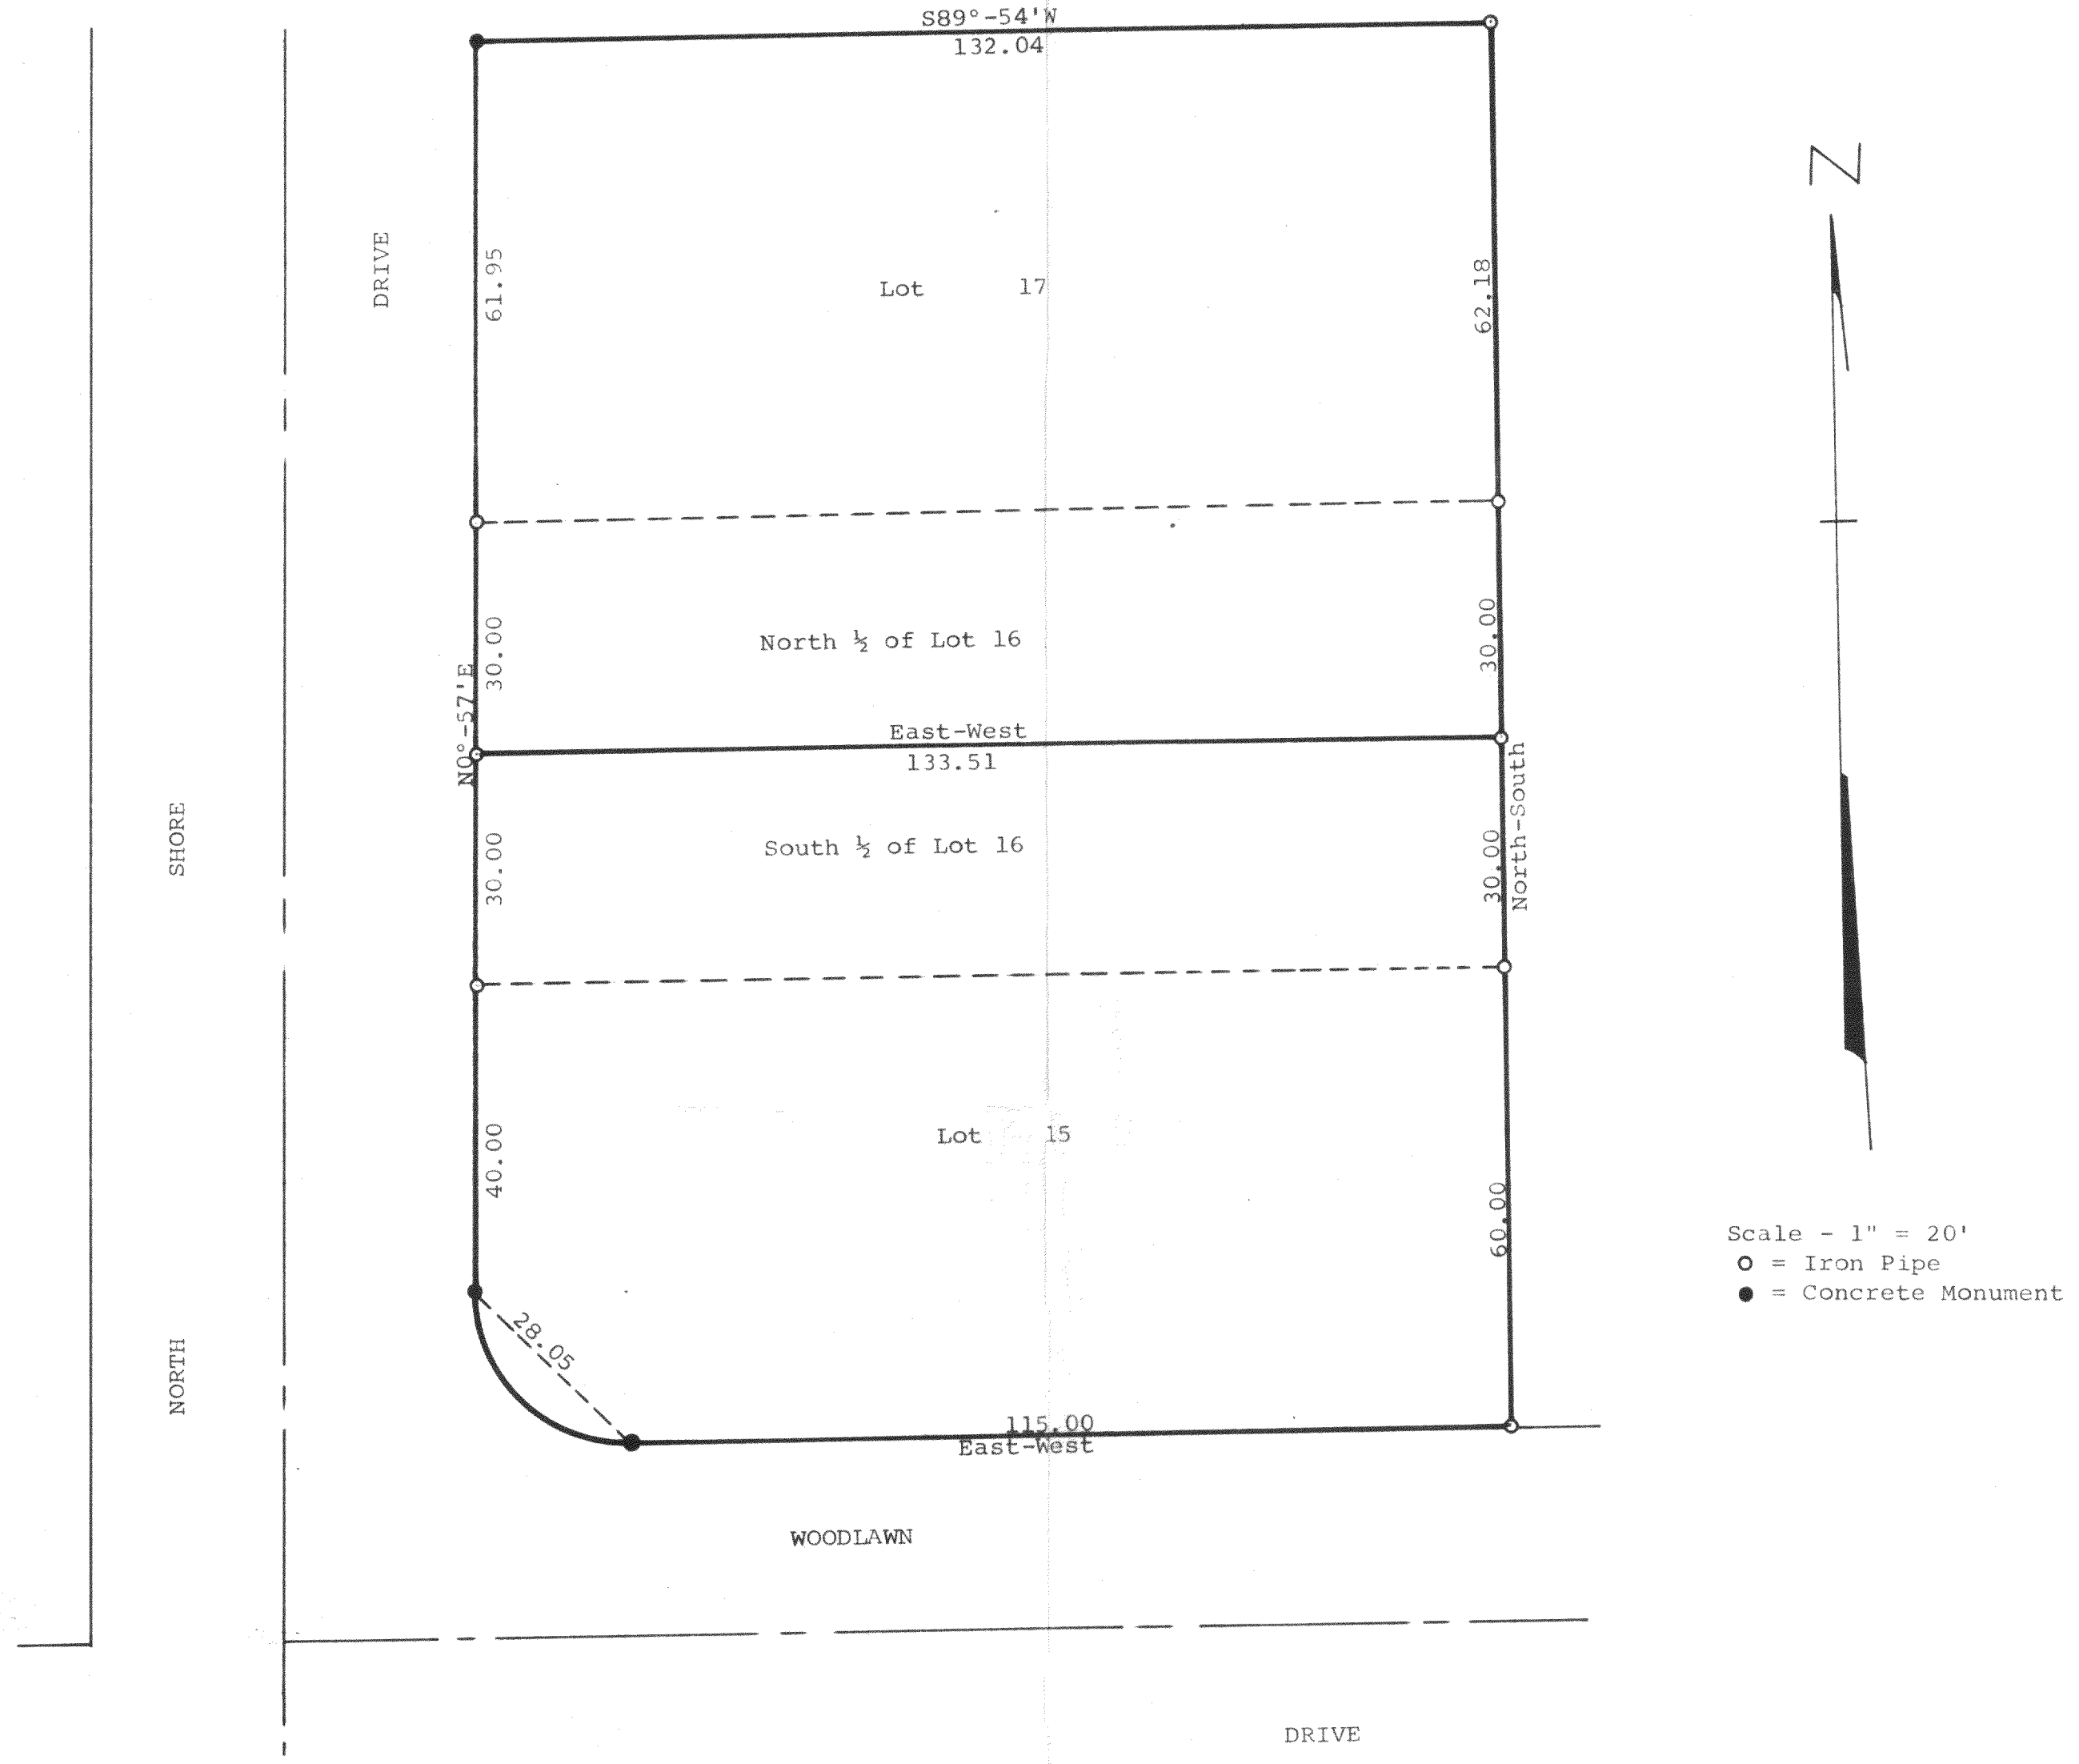 S89°-54'W
132.04
N
DRIVE
61.95
Lot 17
62.18
30.00
North ½ of Lot 16
30.00
N0°-57'E
East-West
133.51
North-South
SHORE
30.00
South ½ of Lot 16
30.00
40.00
Lot 15
60.00
Scale - 1" = 20'
= Iron Pipe
= Concrete Monument
28.05
NORTH
115.00
East-West
WOODLAWN
DRIVE